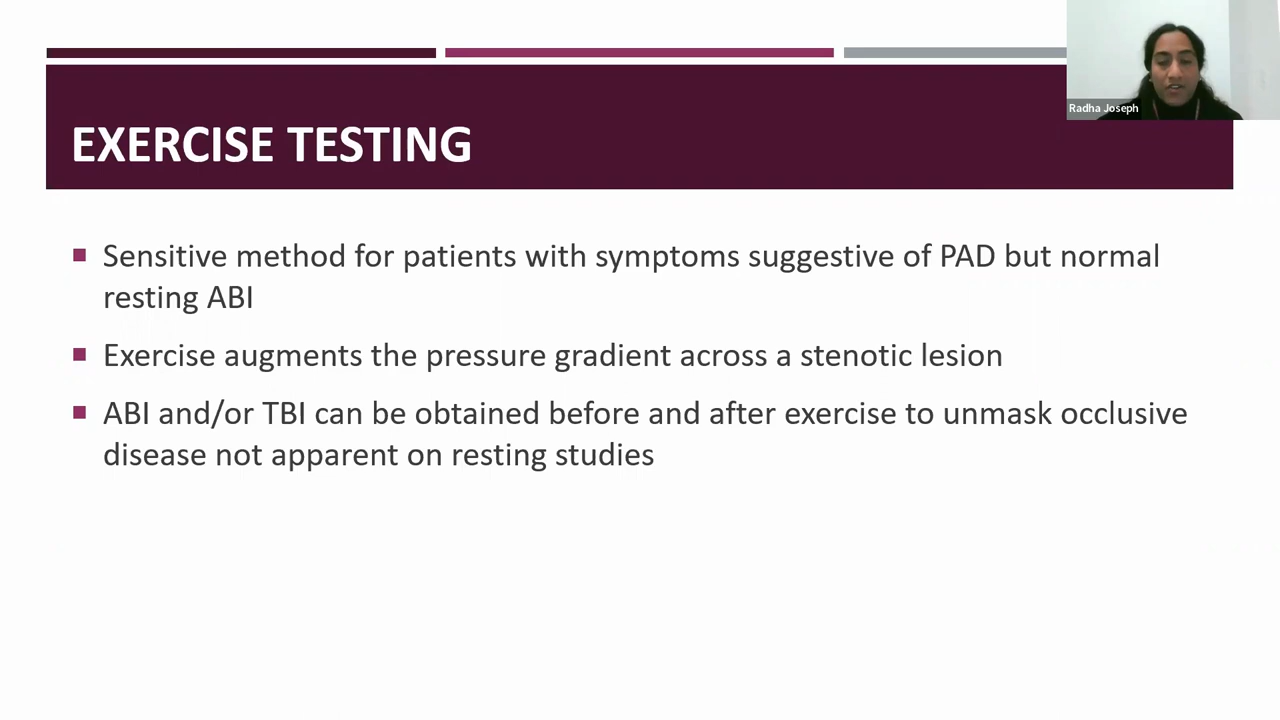 Radha Joseph
EXERCISE TESTING
Sensitive method for patients with symptoms suggestive of PAD but normal
resting ABI
Exercise augments the pressure gradient across a stenotic lesion
ABI and/or TBI can be obtained before and after exercise to unmask occlusive
disease not apparent on resting studies